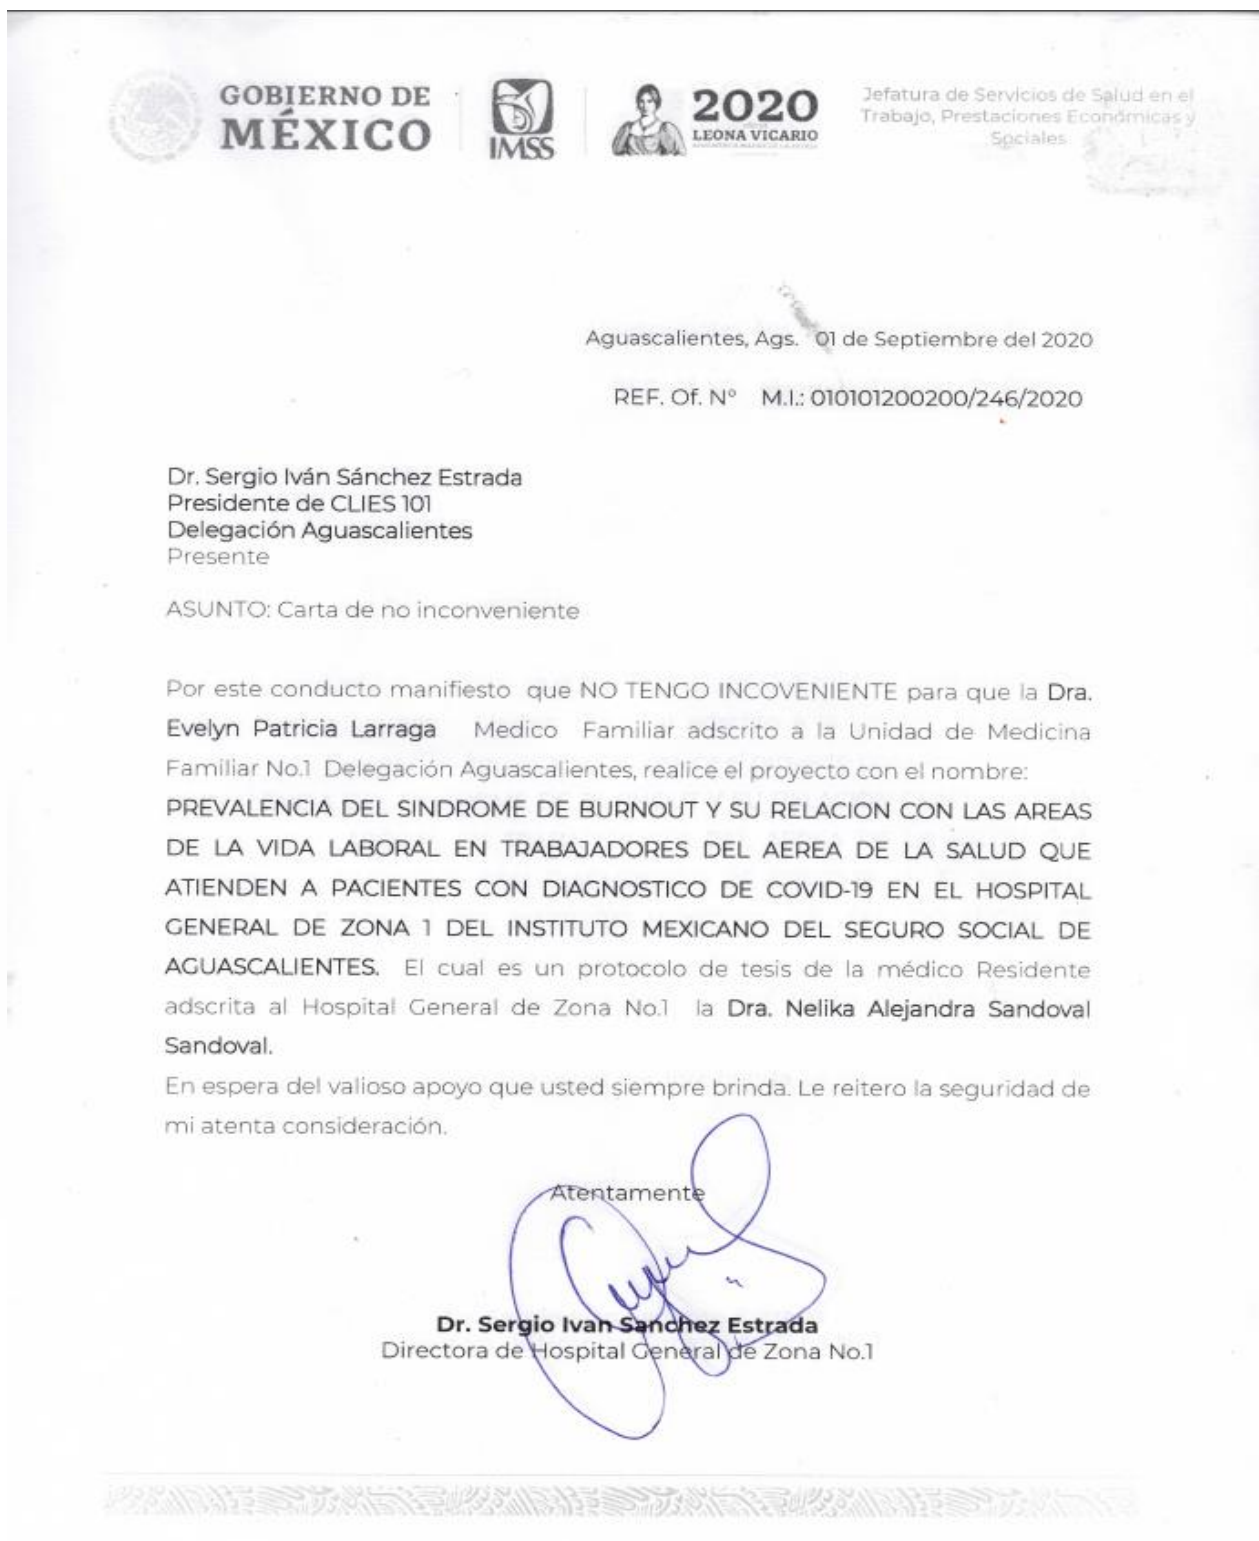 GOBIERNO DE
MÉXICO
IMSS
2020
LEONA VICARIO
Jefatura de Servicios de Salud en el
Trabajo, Prestaciones Económicas y
Sociales
Aguascalientes, Ags. 01 de Septiembre del 2020
REF. Of. N° M.I.: 010101200200/246/2020
Dr. Sergio Iván Sánchez Estrada
Presidente de CLIES 101
Delegación Aguascalientes
Presente
ASUNTO: Carta de no inconveniente
Por este conducto manifiesto que NO TENGO INCOVENIENTE para que la Dra.
Evelyn Patricia Larraga Medico Familiar adscrito a la Unidad de Medicina
Familiar No.1 Delegación Aguascalientes, realice el proyecto con el nombre:
PREVALENCIA DEL SINDROME DE BURNOUT Y SU RELACION CON LAS AREAS
DE LA VIDA LABORAL EN TRABAJADORES DEL AEREA DE LA SALUD QUE
ATIENDEN A PACIENTES CON DIAGNOSTICO DE COVID-19 EN EL HOSPITAL
GENERAL DE ZONA 1 DEL INSTITUTO MEXICANO DEL SEGURO SOCIAL DE
AGUASCALIENTES. El cual es un protocolo de tesis de la médico Residente
adscrita al Hospital General de Zona No.1 la Dra. Nelika Alejandra Sandoval
Sandoval.
En espera del valioso apoyo que usted siempre brinda. Le reitero la seguridad de
mi atenta consideración.
Atentamente
Dr. Sergio Ivan Sanchez Estrada
Directora de Hospital General de Zona No.1